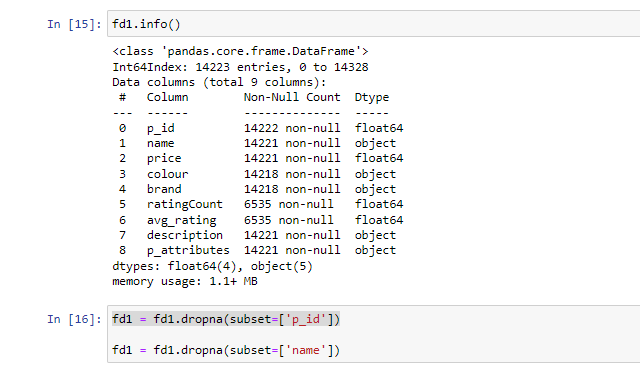 In [15]: fd1.info()
<class 'pandas.core.frame.DataFrame'>
Int64Index: 14223 entries, 0 to 14328
Data columns (total 9 columns):
 #   Column        Non-Null Count  Dtype
---  ------        --------------  -----
 0   p_id          14222 non-null  float64
 1   name          14221 non-null  object
 2   price         14221 non-null  float64
 3   colour        14218 non-null  object
 4   brand         14218 non-null  object
 5   ratingCount   6535 non-null   float64
 6   avg_rating    6535 non-null   float64
 7   description   14221 non-null  object
 8   p_attributes  14221 non-null  object
dtypes: float64(4), object(5)
memory usage: 1.1+ MB
In [16]: fd1 = fd1.dropna(subset=['p_id'])
fd1 = fd1.dropna(subset=['name'])